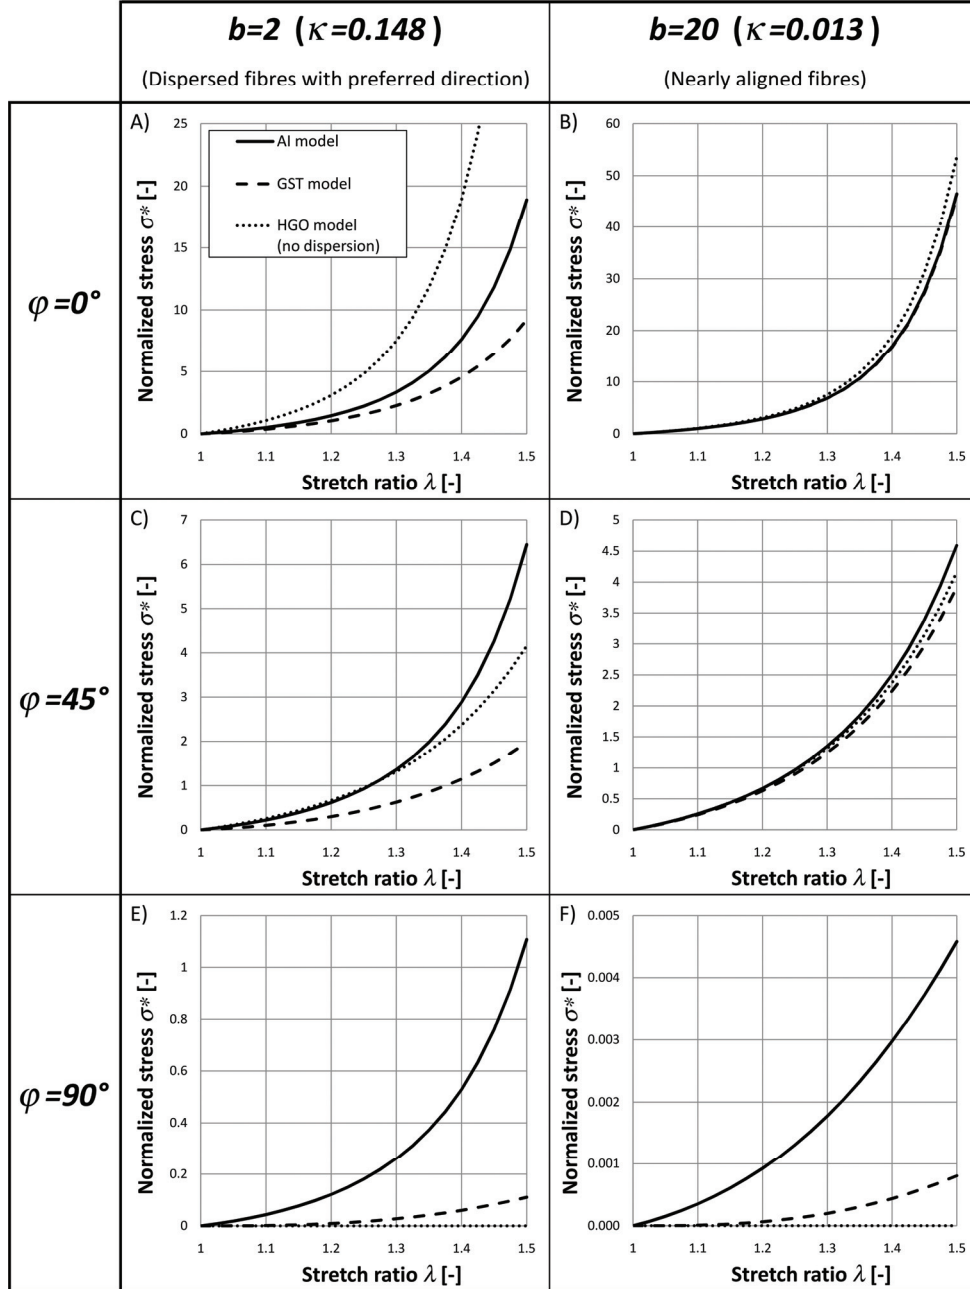 b=2 (κ=0.148)
(Dispersed fibres with preferred direction)
b=20 (κ=0.013)
(Nearly aligned fibres)
φ=0°
A)
Normalized stress σ* [-]
25
20
15
10
5
0
AI model
GST model
HGO model
(no dispersion)
1
1.1
1.2
1.3
1.4
1.5
Stretch ratio λ [-]
B)
Normalized stress σ* [-]
60
50
40
30
20
10
0
1
1.1
1.2
1.3
1.4
1.5
Stretch ratio λ [-]
φ=45°
C)
Normalized stress σ* [-]
7
6
5
4
3
2
1
0
1
1.1
1.2
1.3
1.4
1.5
Stretch ratio λ [-]
D)
Normalized stress σ* [-]
5
4.5
4
3.5
3
2.5
2
1.5
1
0.5
0
1
1.1
1.2
1.3
1.4
1.5
Stretch ratio λ [-]
φ=90°
E)
Normalized stress σ* [-]
1.2
1
0.8
0.6
0.4
0.2
0
1
1.1
1.2
1.3
1.4
1.5
Stretch ratio λ [-]
F)
Normalized stress σ* [-]
0.005
0.004
0.003
0.002
0.001
0.000
1
1.1
1.2
1.3
1.4
1.5
Stretch ratio λ [-]